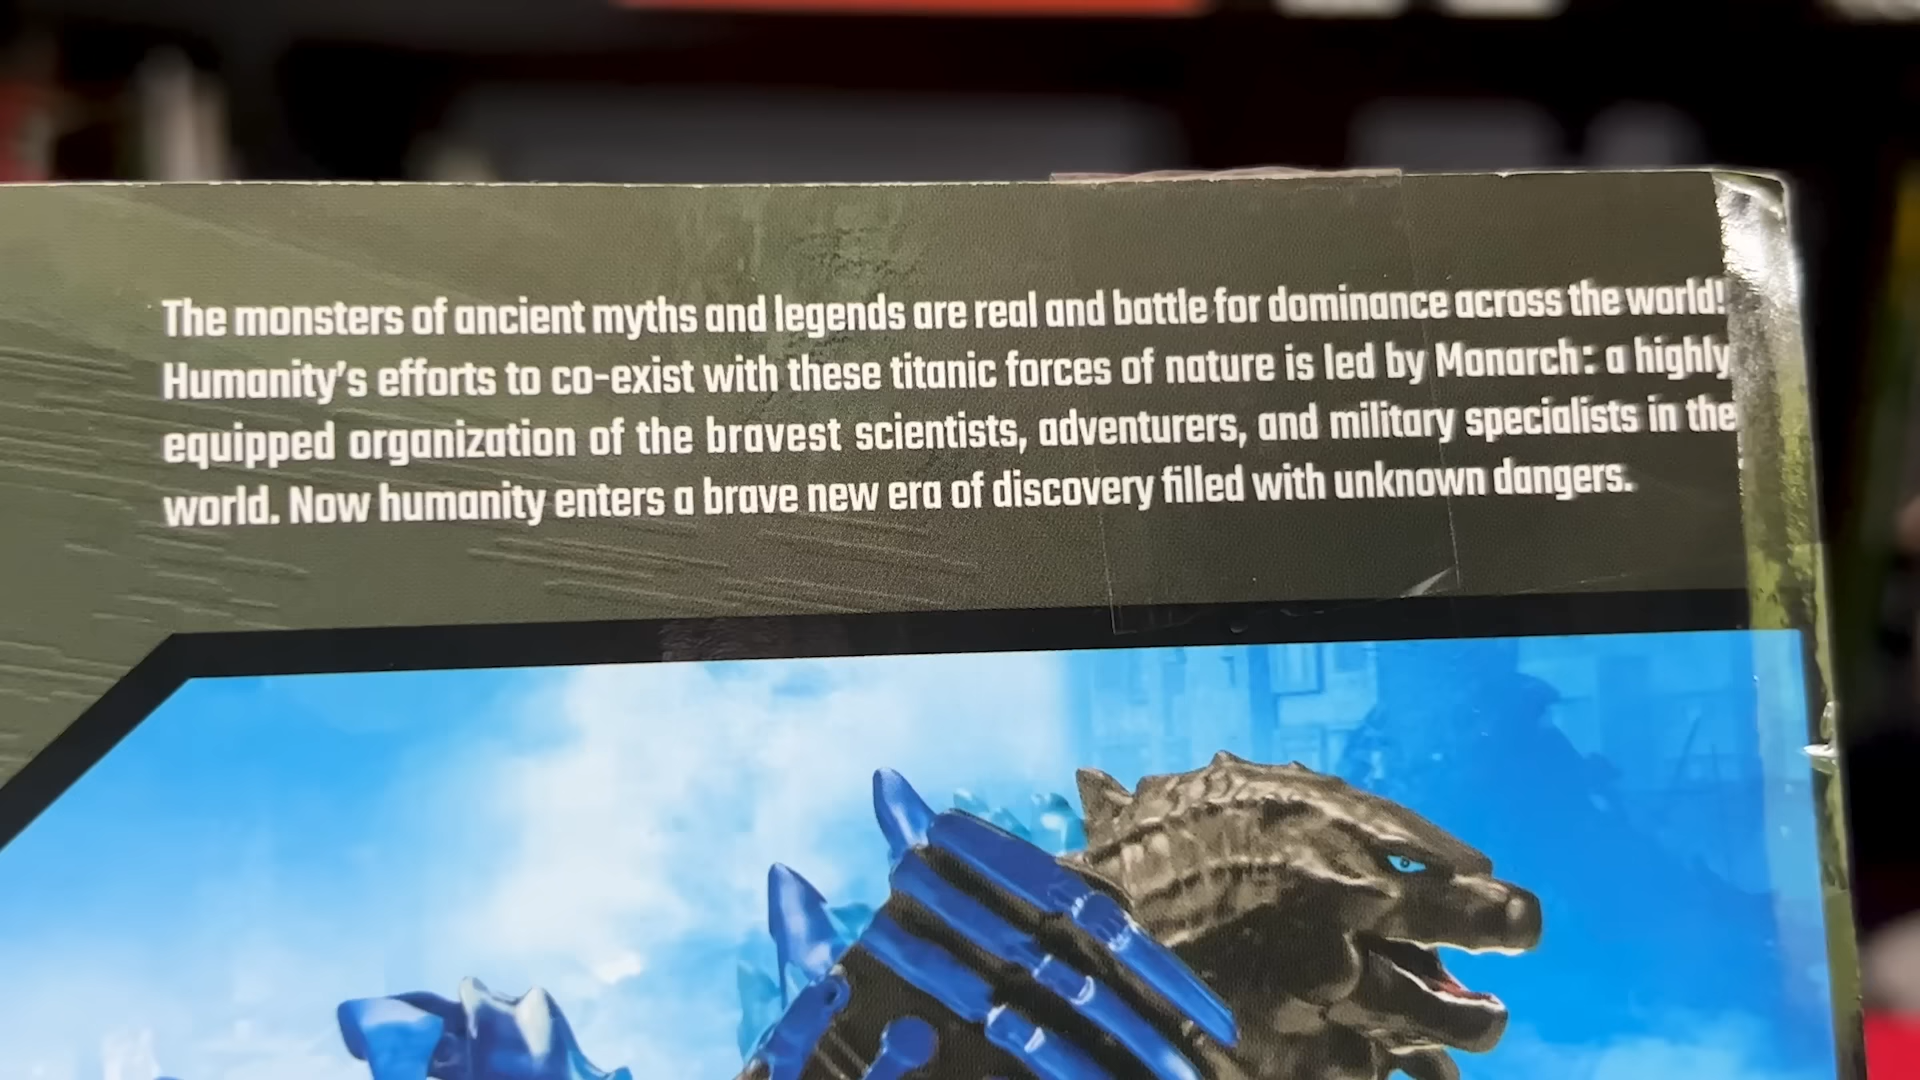 The monsters of ancient myths and legends are real and battle for dominance across the world!
Humanity's efforts to co-exist with these titanic forces of nature is led by Monarch: a highly
equipped organization of the bravest scientists, adventurers, and military specialists in the
world. Now humanity enters a brave new era of discovery filled with unknown dangers.